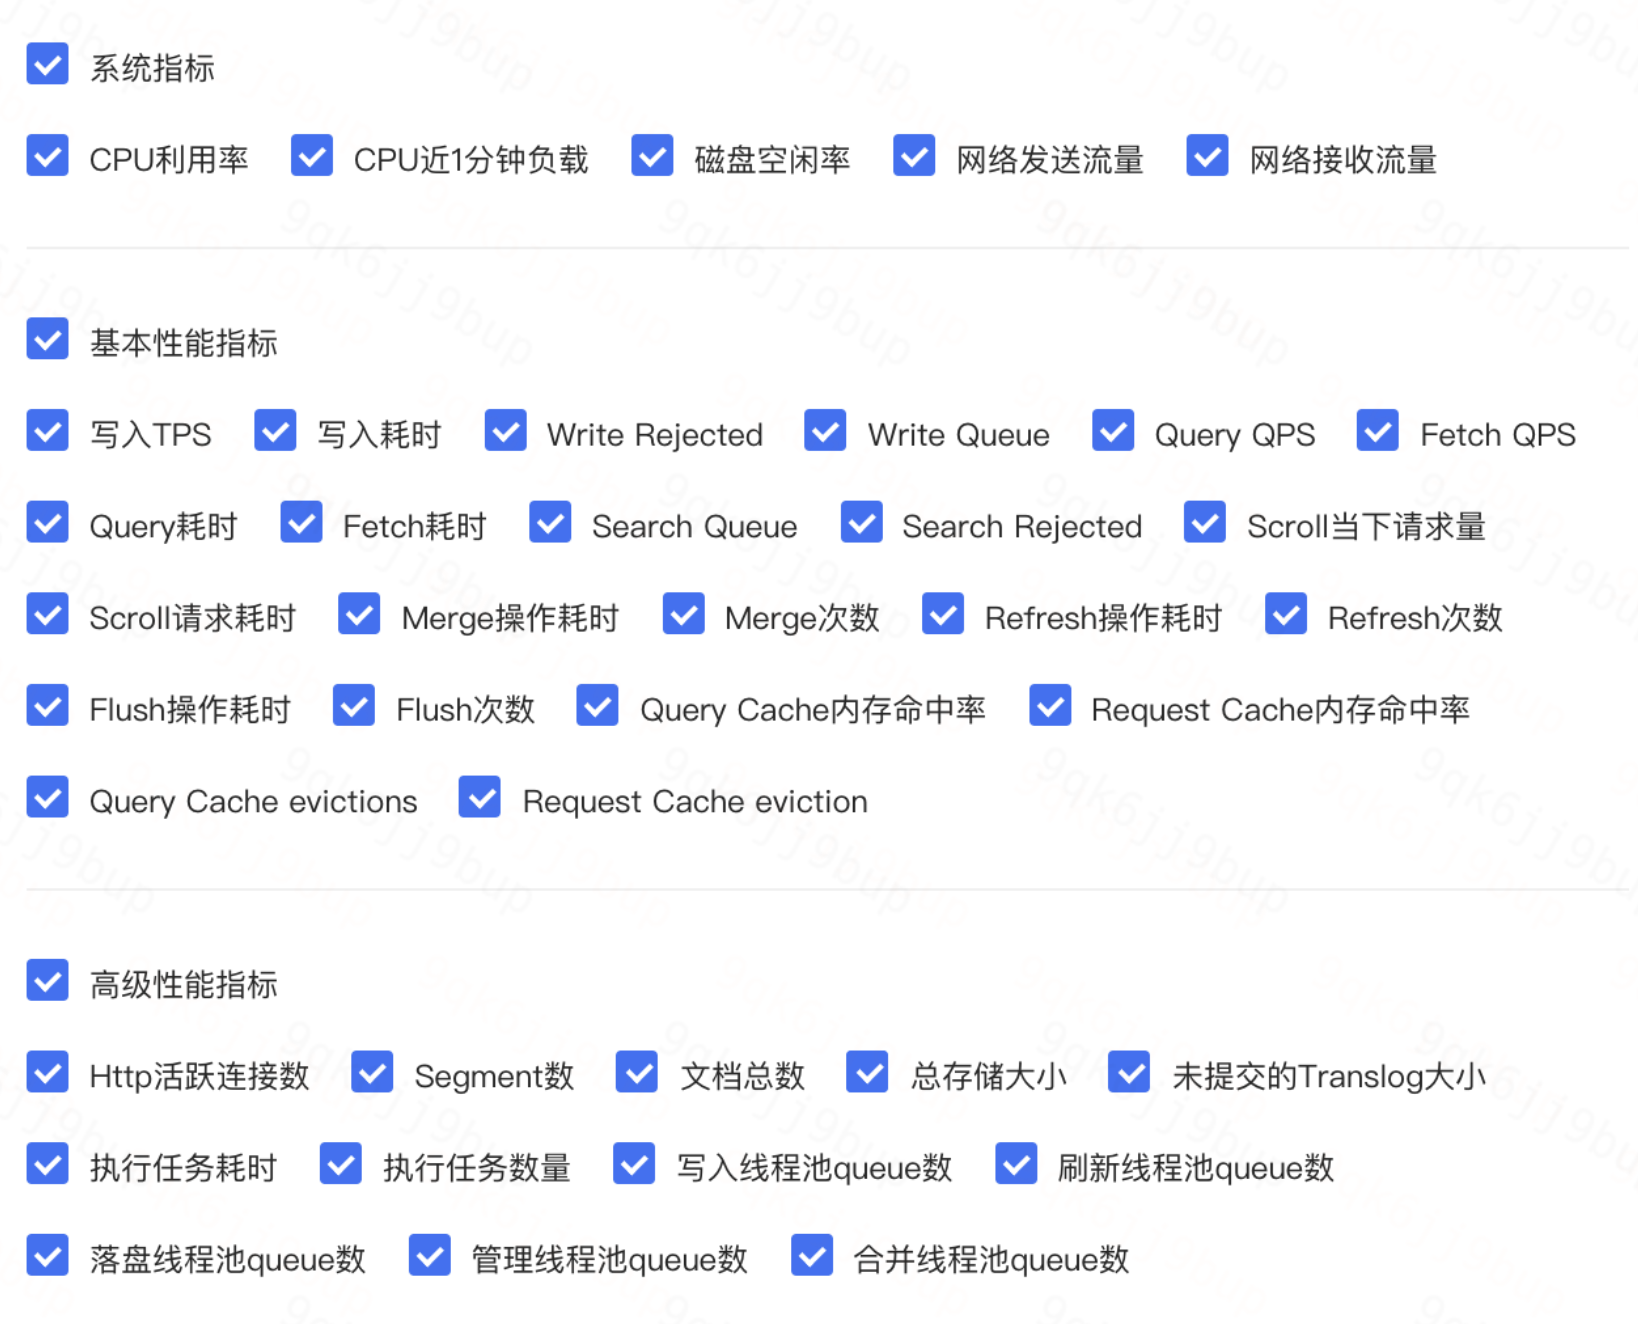 系统指标
CPU利用率 CPU近1分钟负载 磁盘空闲率 网络发送流量 网络接收流量
基本性能指标
写入TPS 写入耗时 Write Rejected Write Queue Query QPS Fetch QPS
Query耗时 Fetch耗时 Search Queue Search Rejected Scroll当下请求量
Scroll请求耗时 Merge操作耗时 Merge次数 Refresh操作耗时 Refresh次数
Flush操作耗时 Flush次数 Query Cache内存命中率 Request Cache内存命中率
Query Cache evictions Request Cache eviction
高级性能指标
Http活跃连接数 Segment数 文档总数 总存储大小 未提交的Translog大小
执行任务耗时 执行任务数量 写入线程池queue数 刷新线程池queue数
落盘线程池queue数 管理线程池queue数 合并线程池queue数